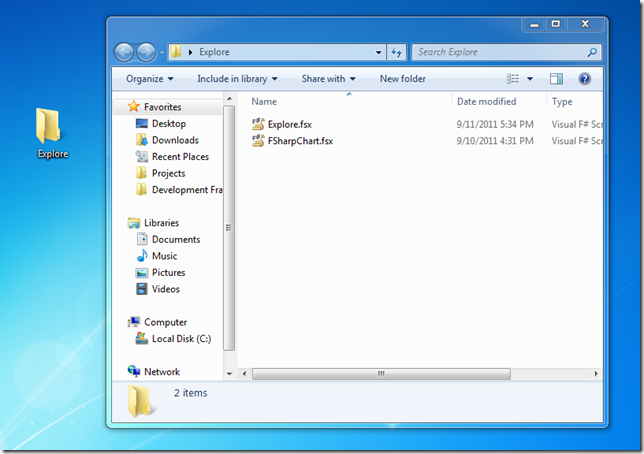 Explore
Explore
Search Explore
Organize Include in library Share with New folder
Favorites
Desktop
Downloads
Recent Places
Projects
Development Fra
Libraries
Documents
Music
Pictures
Videos
Computer
Local Disk (C:)
Network
Name Date modified Type
Explore.fsx 9/11/2011 5:34 PM Visual F# Scr
FSharpChart.fsx 9/10/2011 4:31 PM Visual F# Scr
2 items